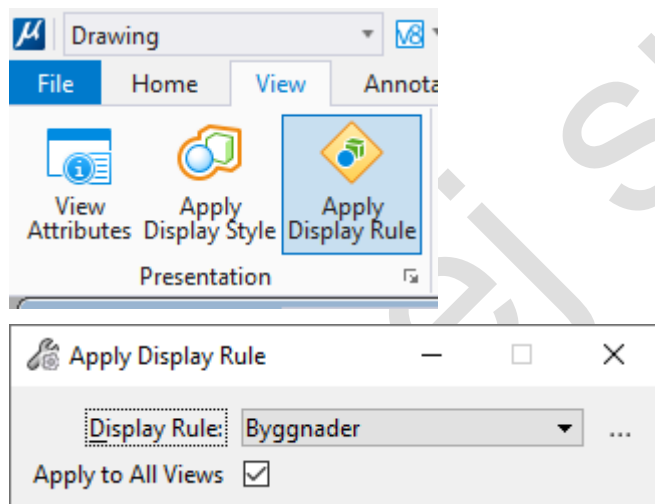 Drawing
File Home View Annota
View Attributes
Apply Display Style
Apply Display Rule
Presentation
Apply Display Rule
Display Rule: Byggnader ...
Apply to All Views